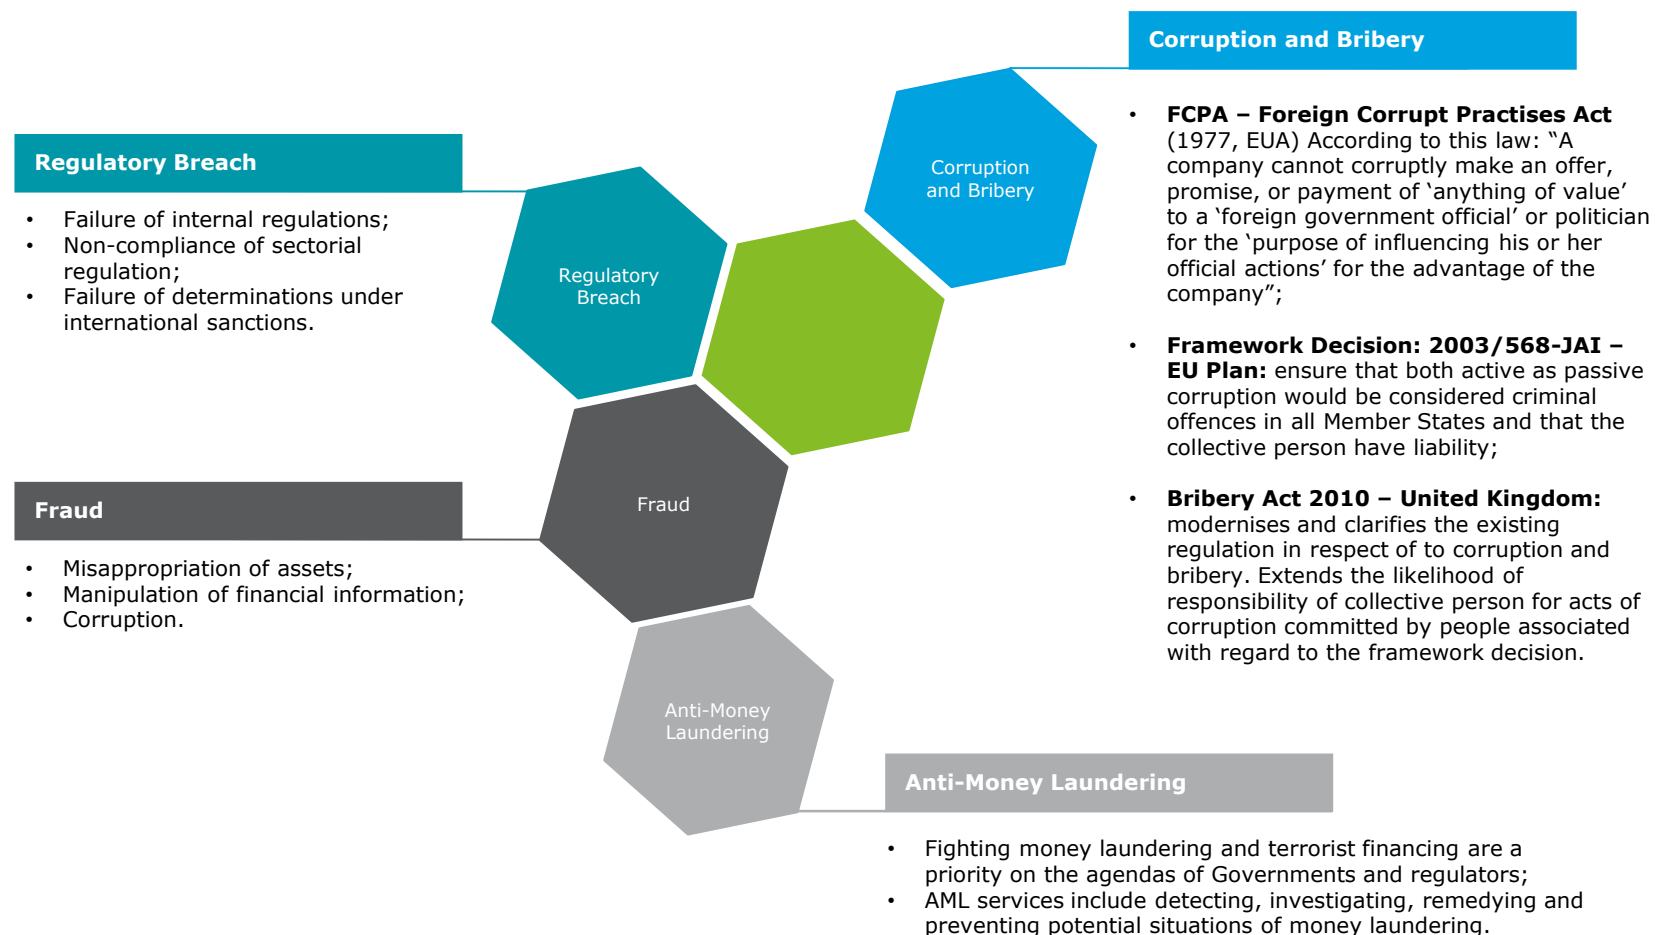 Corruption and Bribery
• FCPA – Foreign Corrupt Practises Act
(1977, EUA) According to this law: “A
company cannot corruptly make an offer,
promise, or payment of ‘anything of value’
to a ‘foreign government official’ or politician
for the ‘purpose of influencing his or her
official actions’ for the advantage of the
company”;
• Framework Decision: 2003/568-JAI –
EU Plan: ensure that both active as passive
corruption would be considered criminal
offences in all Member States and that the
collective person have liability;
• Bribery Act 2010 – United Kingdom:
modernises and clarifies the existing
regulation in respect of to corruption and
bribery. Extends the likelihood of
responsibility of collective person for acts of
corruption committed by people associated
with regard to the framework decision.
Regulatory Breach
• Failure of internal regulations;
• Non-compliance of sectorial
regulation;
• Failure of determinations under
international sanctions.
Corruption
and Bribery
Regulatory
Breach
Fraud
Anti-Money
Laundering
Fraud
• Misappropriation of assets;
• Manipulation of financial information;
• Corruption.
Anti-Money Laundering
• Fighting money laundering and terrorist financing are a
priority on the agendas of Governments and regulators;
• AML services include detecting, investigating, remedying and
preventing potential situations of money laundering.